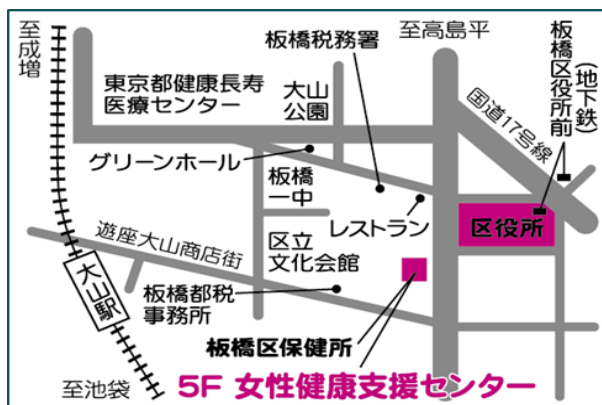 至成増
板橋税務署
至高島平
(地下鉄)
板橋区役所前
東京都健康長寿
医療センター
大山
公園
国道17号線
グリーンホール
板橋
一中
レストラン
区役所
遊座大山商店街
区立
文化会館
大山駅
板橋都税
事務所
板橋区保健所
至池袋
5F 女性健康支援センター